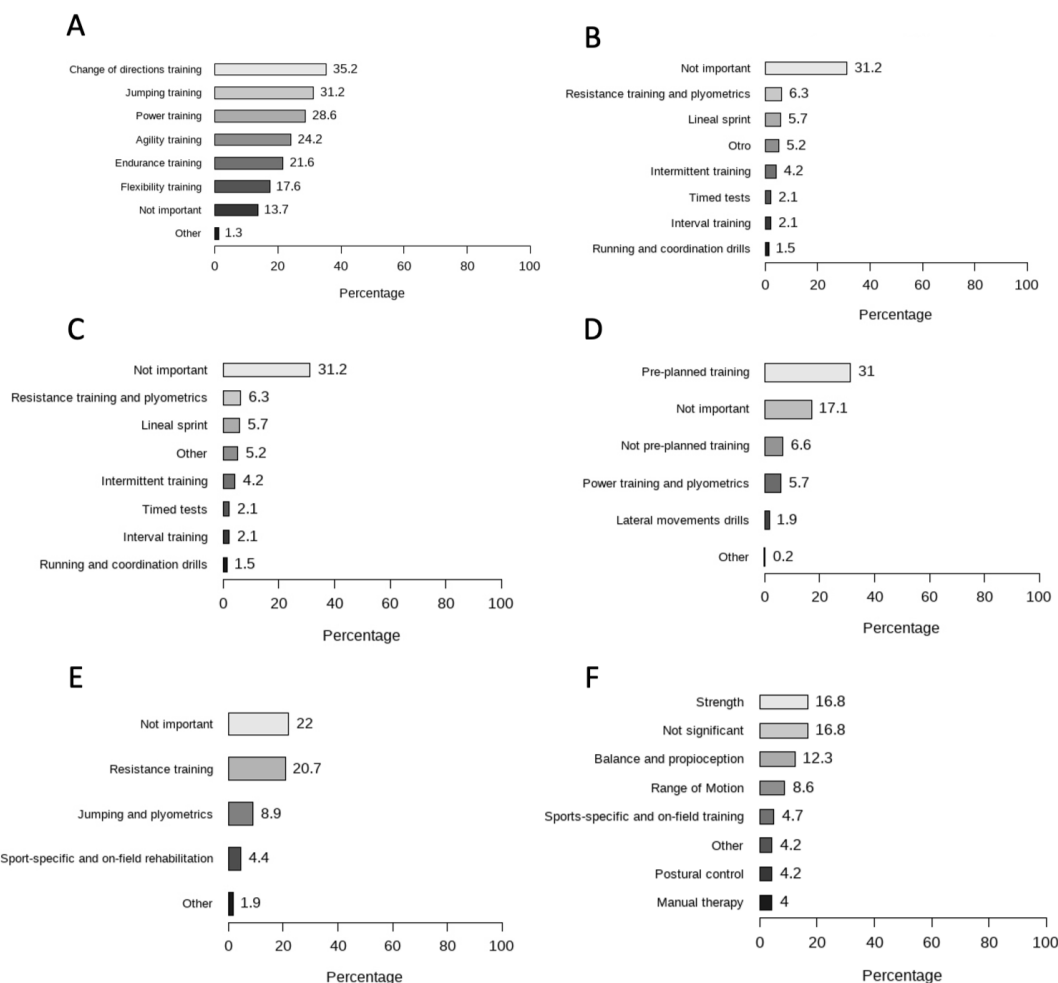 A
Change of directions training 35.2
Jumping training 31.2
Power training 28.6
Agility training 24.2
Endurance training 21.6
Flexibility training 17.6
Not important 13.7
Other 1.3
0 20 40 60 80 100
Percentage
B
Not important 31.2
Resistance training and plyometrics 6.3
Lineal sprint 5.7
Otro 5.2
Intermittent training 4.2
Timed tests 2.1
Interval training 2.1
Running and coordination drills 1.5
0 20 40 60 80 100
Percentage
C
Not important 31.2
Resistance training and plyometrics 6.3
Lineal sprint 5.7
Other 5.2
Intermittent training 4.2
Timed tests 2.1
Interval training 2.1
Running and coordination drills 1.5
0 20 40 60 80 100
Percentage
D
Pre-planned training 31
Not important 17.1
Not pre-planned training 6.6
Power training and plyometrics 5.7
Lateral movements drills 1.9
Other 0.2
0 20 40 60 80 100
Percentage
E
Not important 22
Resistance training 20.7
Jumping and plyometrics 8.9
Sport-specific and on-field rehabilitation 4.4
Other 1.9
0 20 40 60 80 100
Percentage
F
Strength 16.8
Not significant 16.8
Balance and propioception 12.3
Range of Motion 8.6
Sports-specific and on-field training 4.7
Other 4.2
Postural control 4.2
Manual therapy 4
0 20 40 60 80 100
Percentage